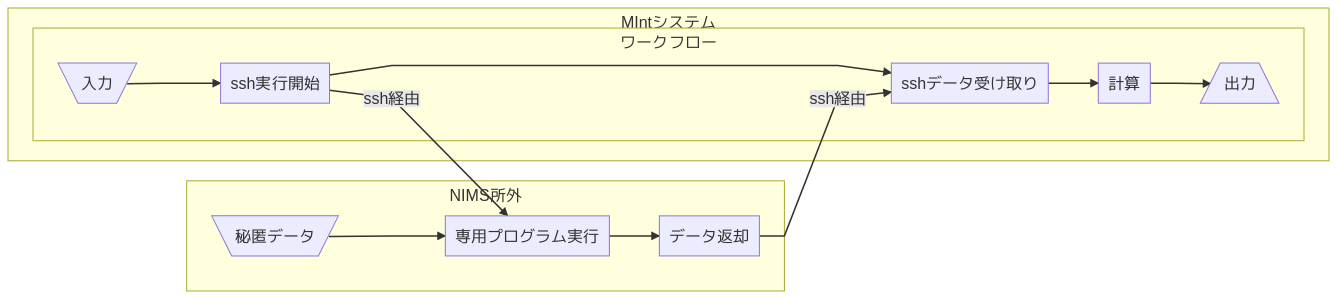 MIntシステム
ワークフロー
入力
ssh実行開始
ssh経由
ssh経由
sshデータ受け取り
計算
出力
NIMS所外
秘匿データ
専用プログラム実行
データ返却